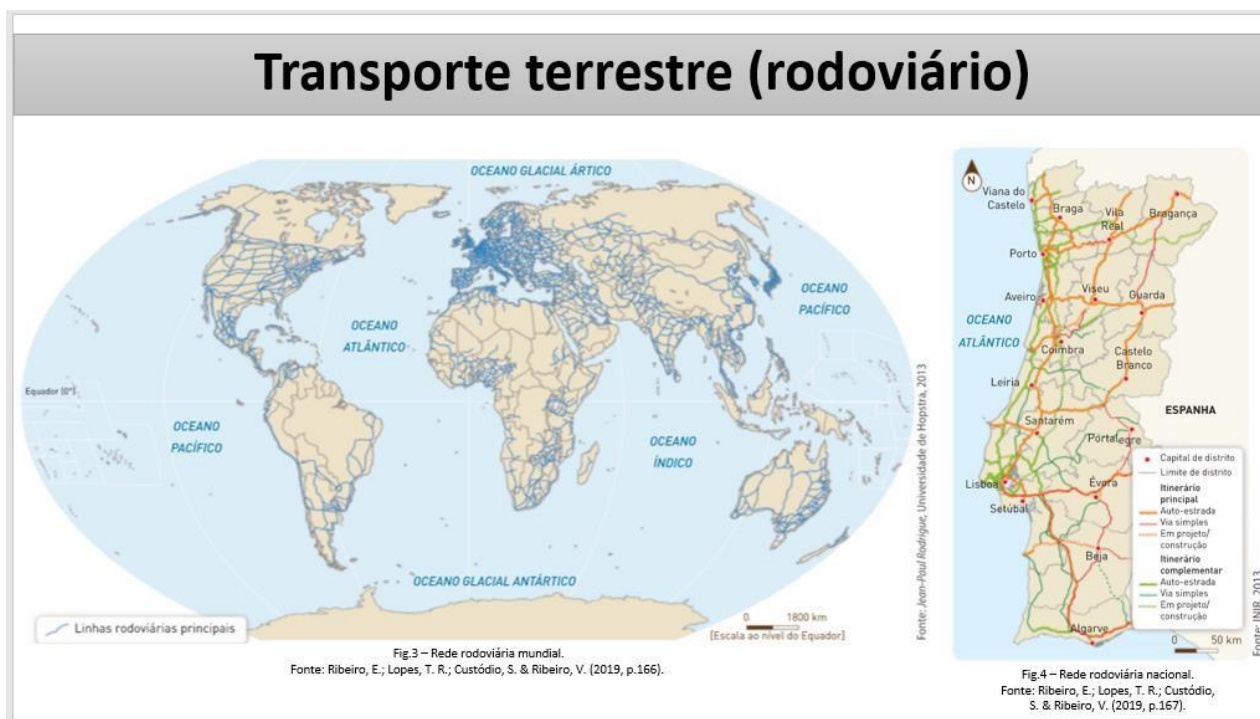 Transporte terrestre (rodoviário)
OCEANO GLACIAL ÁRTICO
OCEANO
PACÍFICO
OCEANO
ATLÂNTICO
Equador (0°)
OCEANO
PACÍFICO
OCEANO
ÍNDICO
OCEANO GLACIAL ANTÁRTICO
Linhas rodoviárias principais
0 1800 km
[Escala ao nível do Equador]
Fonte: Jean-Paul Rodrigue, Universidade de Hopstra, 2013
Fig.3 – Rede rodoviária mundial.
Fonte: Ribeiro, E.; Lopes, T. R.; Custódio, S. & Ribeiro, V. (2019, p.166).
N
Viana do
Castelo
Braga
Vila
Real
Bragança
Porto
Aveiro
Viseu
Guarda
OCEANO
ATLÂNTICO
Coimbra
Castelo
Branco
Leiria
ESPANHA
Santarém
Portalegre
Lisboa
Évora
Setúbal
Beja
Algarve
Capital de distrito
Limite de distrito
Itinerário
principal
Auto-estrada
Via simples
Em projeto/
construção
Itinerário
complementar
Auto-estrada
Via simples
Em projeto/
construção
0 50 km
Fonte: INIR, 2013
Fig.4 – Rede rodoviária nacional.
Fonte: Ribeiro, E.; Lopes, T. R.; Custódio,
S. & Ribeiro, V. (2019, p.167).